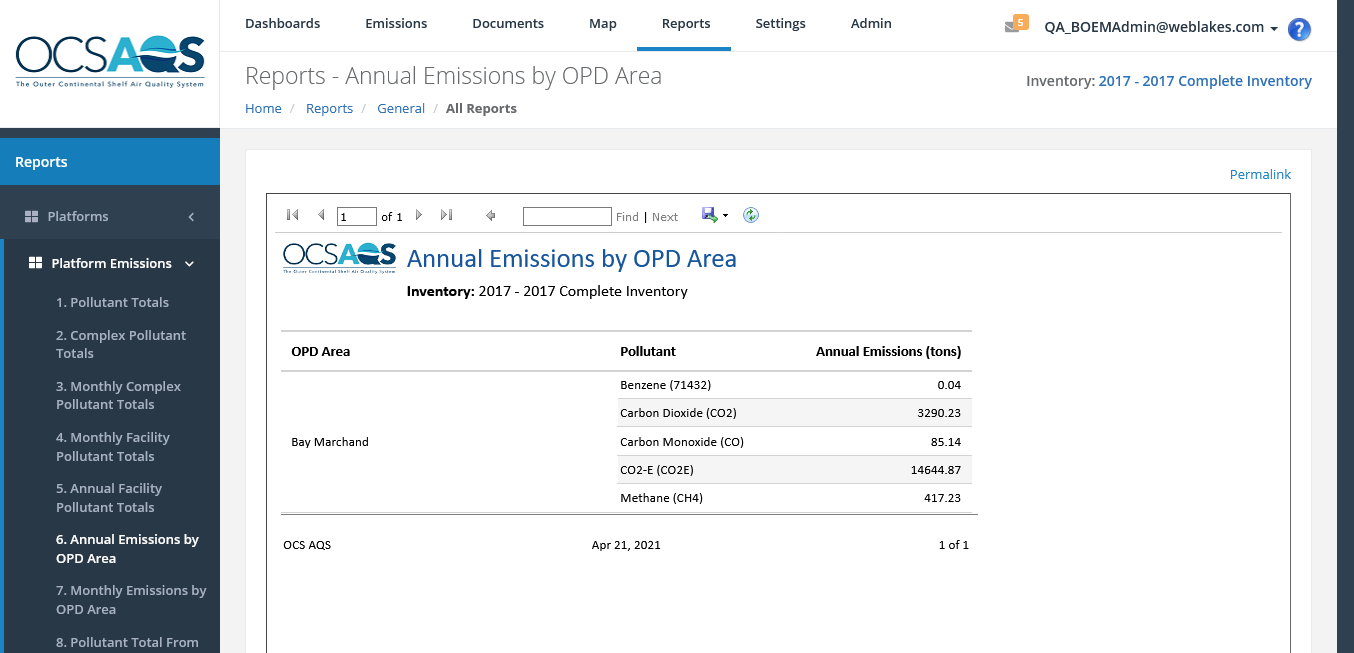 OCSAQS
The Outer Continental Shelf Air Quality System
Dashboards Emissions Documents Map Reports Settings Admin
5 QA_BOEMAdmin@weblakes.com ?
Reports - Annual Emissions by OPD Area
Inventory: 2017 - 2017 Complete Inventory
Home / Reports / General / All Reports
Reports
Platforms
Platform Emissions
1. Pollutant Totals
2. Complex Pollutant
Totals
3. Monthly Complex
Pollutant Totals
4. Monthly Facility
Pollutant Totals
5. Annual Facility
Pollutant Totals
6. Annual Emissions by
OPD Area
7. Monthly Emissions by
OPD Area
8. Pollutant Total From
Permalink
1 of 1 Find | Next
OCSAQS
The Outer Continental Shelf Air Quality System
Annual Emissions by OPD Area
Inventory: 2017 - 2017 Complete Inventory
OPD Area Pollutant Annual Emissions (tons)
Benzene (71432) 0.04
Carbon Dioxide (CO2) 3290.23
Bay Marchand Carbon Monoxide (CO) 85.14
CO2-E (CO2E) 14644.87
Methane (CH4) 417.23
OCS AQS Apr 21, 2021 1 of 1